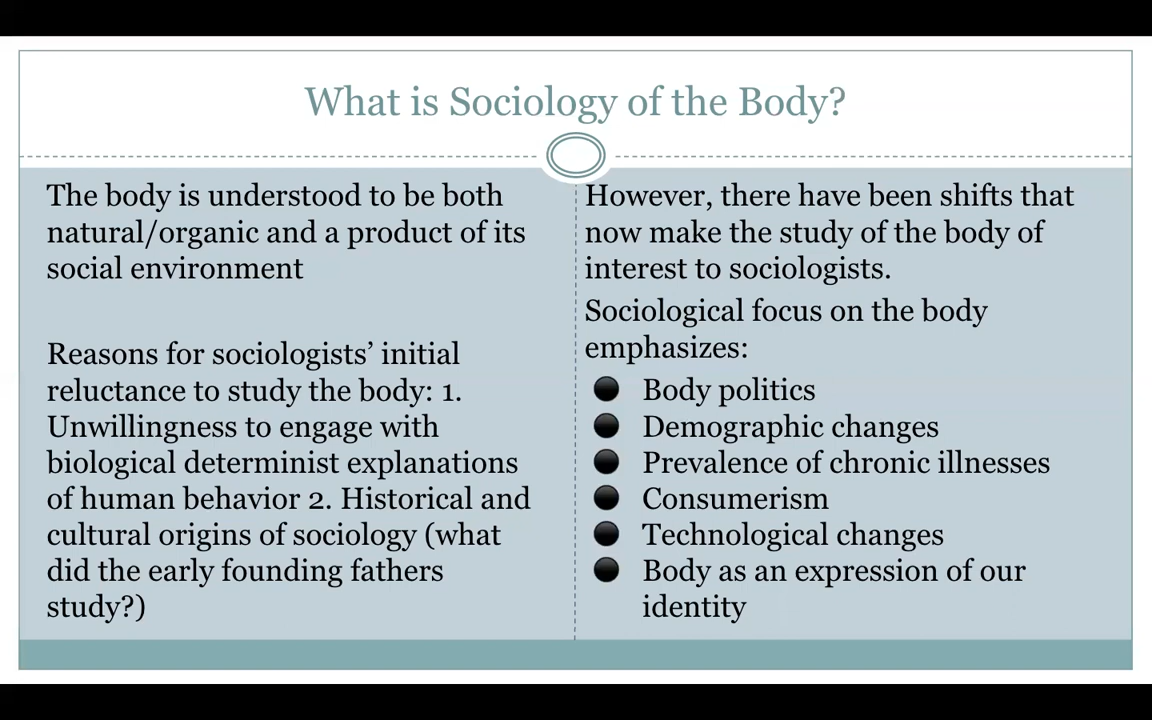 What is Sociology of the Body?
The body is understood to be both
natural/organic and a product of its
social environment
Reasons for sociologists’ initial
reluctance to study the body: 1.
Unwillingness to engage with
biological determinist explanations
of human behavior 2. Historical and
cultural origins of sociology (what
did the early founding fathers
study?)
However, there have been shifts that
now make the study of the body of
interest to sociologists.
Sociological focus on the body
emphasizes:
● Body politics
● Demographic changes
● Prevalence of chronic illnesses
● Consumerism
● Technological changes
● Body as an expression of our
identity